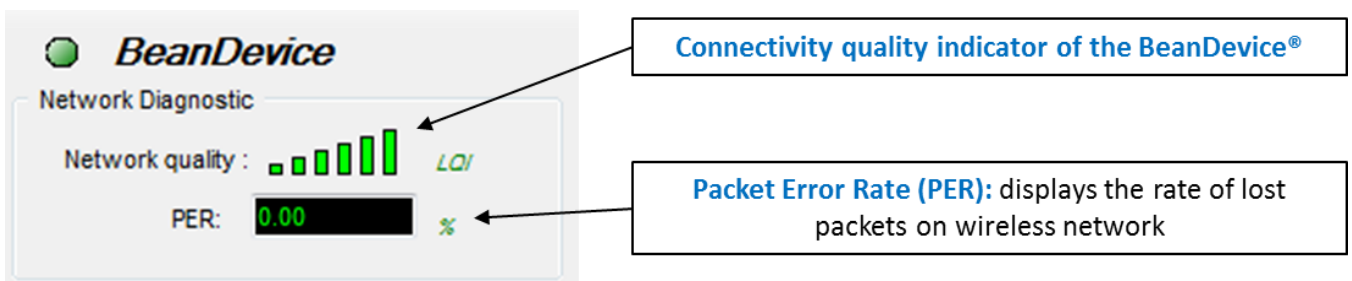 BeanDevice
Connectivity quality indicator of the BeanDevice®
Network Diagnostic
Network quality :
LQI
Packet Error Rate (PER): displays the rate of lost
packets on wireless network
PER:
0.00
%